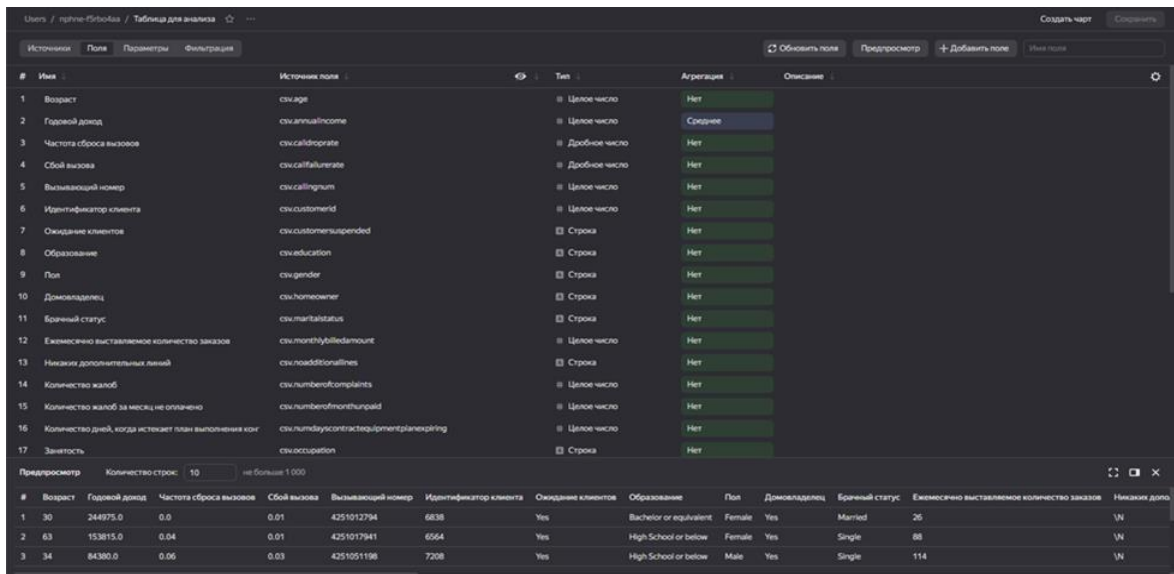 Users / nphne-f5rbo4aa / Таблица для анализа Создать чарт Сохранить
Источники Поля Параметры Фильтрация Обновить поля Предпросмотр + Добавить поле Имя поля
# Имя Источник поля Тип Агрегация Описание
1 Возраст csv.age Целое число Нет
2 Годовой доход csv.annualincome Целое число Среднее
3 Частота сброса вызовов csv.calldroprate Дробное число Нет
4 Сбой вызова csv.callfailurerate Дробное число Нет
5 Вызывающий номер csv.callingnum Целое число Нет
6 Идентификатор клиента csv.customerid Целое число Нет
7 Ожидание клиентов csv.customersuspended Строка Нет
8 Образование csv.education Строка Нет
9 Пол csv.gender Строка Нет
10 Домовладелец csv.homeowner Строка Нет
11 Брачный статус csv.maritalstatus Строка Нет
12 Ежемесячно выставляемое количество заказов csv.monthlybilledamount Целое число Нет
13 Никаких дополнительных линий csv.noadditionallines Строка Нет
14 Количество жалоб csv.numberofcomplaints Целое число Нет
15 Количество жалоб за месяц не оплачено csv.numberofmonthunpaid Целое число Нет
16 Количество дней, когда истекает план выполнения конт csv.numdayscontractequipmentplanexpiring Целое число Нет
17 Занятость csv.occupation Строка Нет
Предпросмотр Количество строк: 10 не больше 1 000
# Возраст Годовой доход Частота сброса вызовов Сбой вызова Вызывающий номер Идентификатор клиента Ожидание клиентов Образование Пол Домовладелец Брачный статус Ежемесячно выставляемое количество заказов Никаких допо
1 30 244975.0 0.0 0.01 4251012794 6838 Yes Bachelor or equivalent Female Yes Married 26 \N
2 63 153815.0 0.04 0.01 4251017941 6564 Yes High School or below Female Yes Single 88 \N
3 34 84380.0 0.06 0.03 4251051198 7208 Yes High School or below Male Yes Single 114 \N